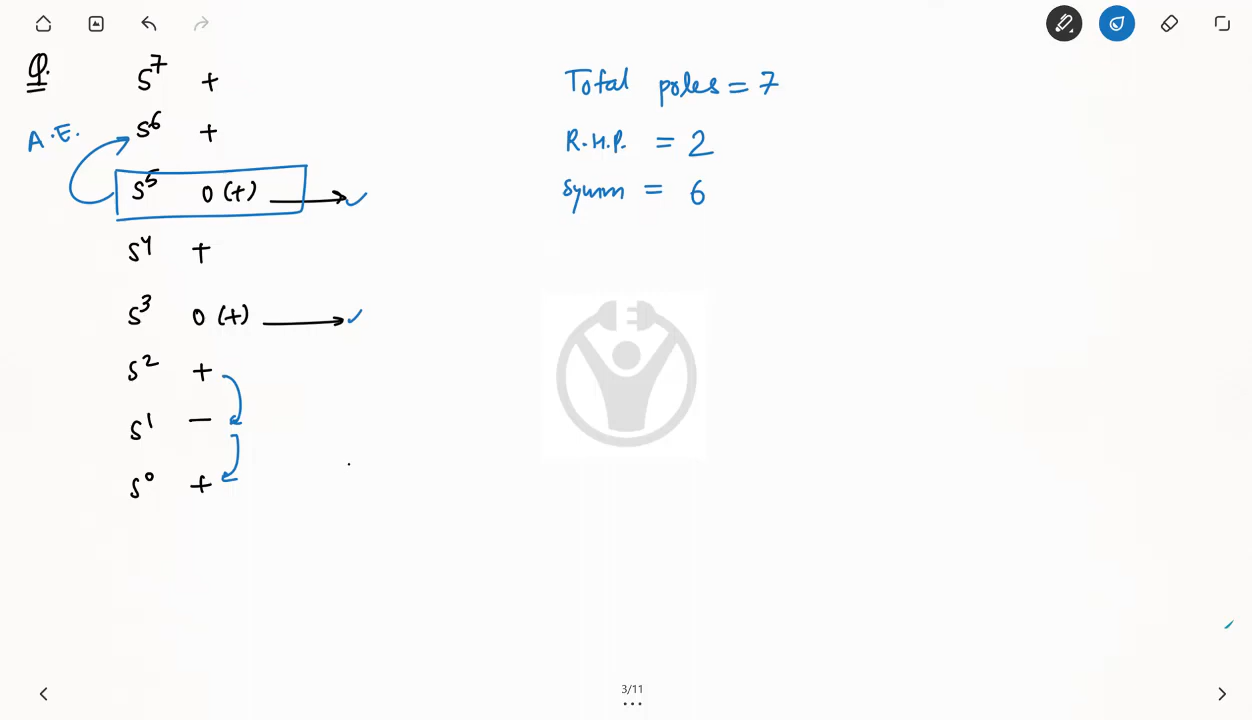 Q.
S⁷ +
A.E. S⁶ +
S⁵ 0 (+)
S⁴ +
S³ 0 (+)
S² +
S¹ −
S⁰ +
Total poles = 7
R.H.P. = 2
Symm = 6
3/11